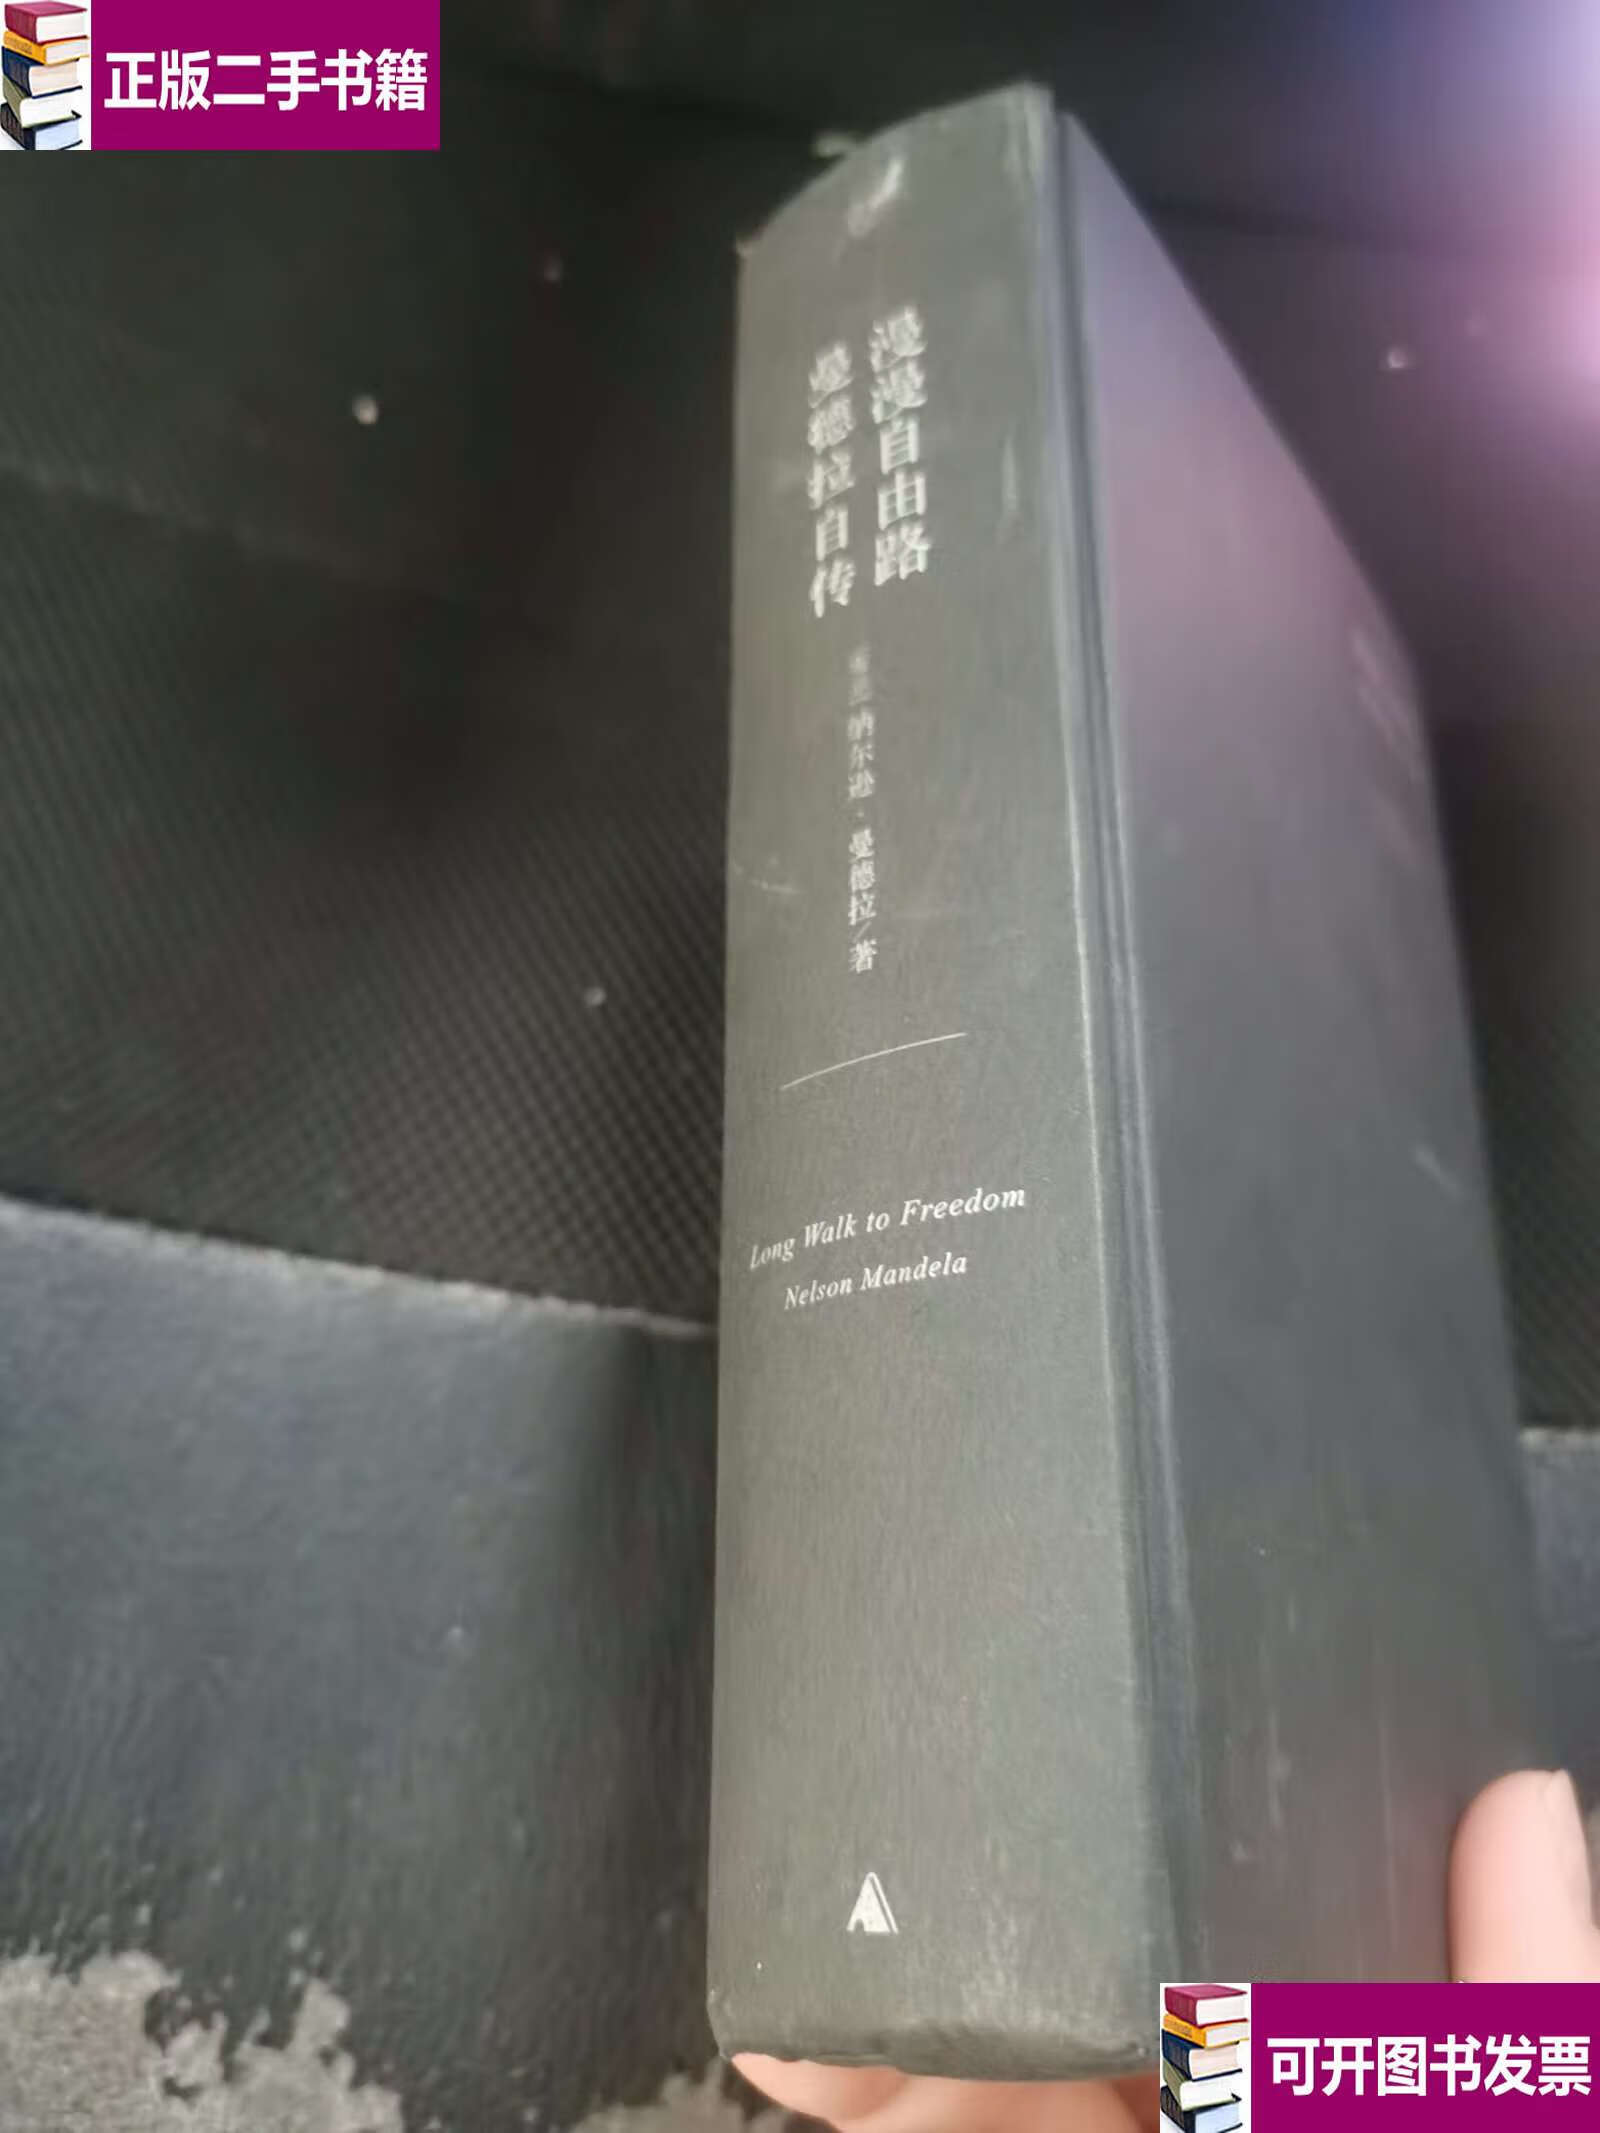 正版二手书籍
漫漫自由路
曼德拉自传
纳尔逊·曼德拉/著
Long Walk to Freedom
Nelson Mandela
可开图书发票